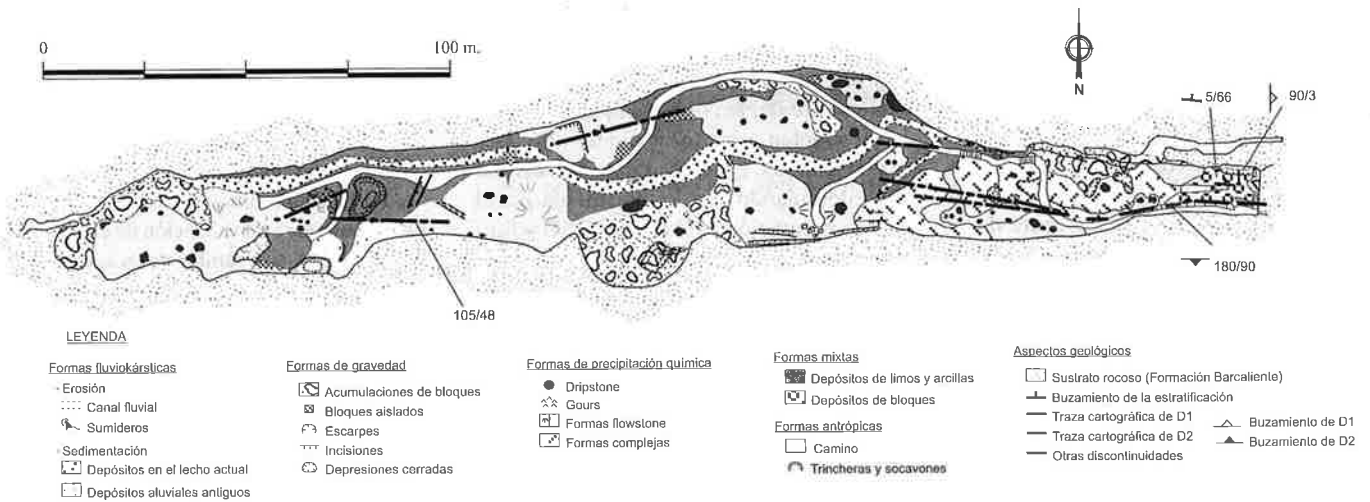 0
100 m.
N
5/66
90/3
180/90
105/48
LEYENDA
Formas fluviokársticas
Erosión
Canal fluvial
Sumideros
Sedimentación
Depósitos en el lecho actual
Depósitos aluviales antiguos
Formas de gravedad
Acumulaciones de bloques
Bloques aislados
Escarpes
Incisiones
Depresiones cerradas
Formas de precipitación química
Dripstone
Gours
Formas flowstone
Formas complejas
Formas mixtas
Depósitos de limos y arcillas
Depósitos de bloques
Formas antrópicas
Camino
Trincheras y socavones
Aspectos geológicos
Sustrato rocoso (Formación Barcaliente)
Buzamiento de la estratificación
Traza cartográfica de D1
Traza cartográfica de D2
Otras discontinuidades
Buzamiento de D1
Buzamiento de D2